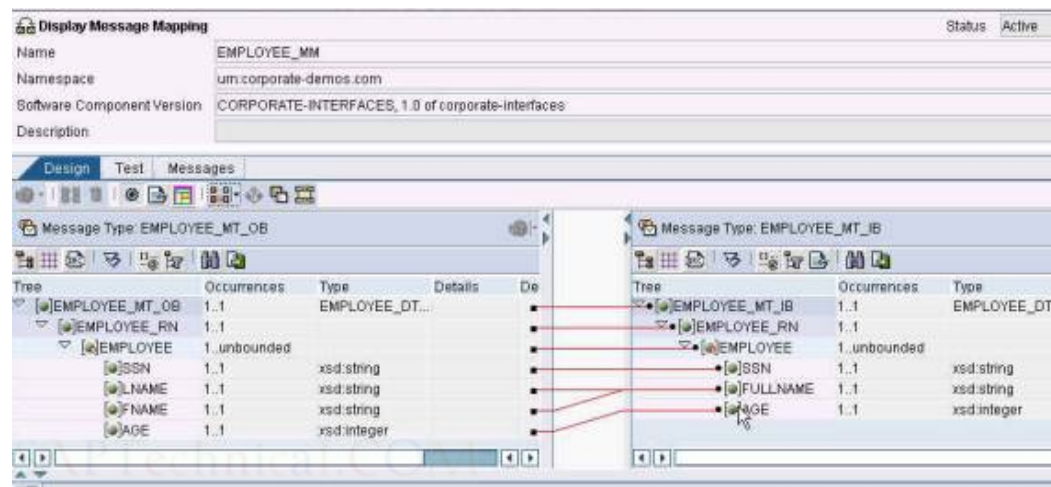 Display Message Mapping Status Active
Name EMPLOYEE_MM
Namespace urn:corporate-demos.com
Software Component Version CORPORATE-INTERFACES, 1.0 of corporate-interfaces
Description
Design Test Messages
Message Type: EMPLOYEE_MT_OB Message Type: EMPLOYEE_MT_IB
Tree Occurrences Type Details De Tree Occurrences Type
EMPLOYEE_MT_OB 1..1 EMPLOYEE_DT... EMPLOYEE_MT_IB 1..1 EMPLOYEE_DT
EMPLOYEE_RN 1..1 EMPLOYEE_RN 1..1
EMPLOYEE 1..unbounded EMPLOYEE 1..unbounded
SSN 1..1 xsd:string SSN 1..1 xsd:string
LNAME 1..1 xsd:string FULLNAME 1..1 xsd:string
FNAME 1..1 xsd:string AGE 1..1 xsd:integer
AGE 1..1 xsd:integer